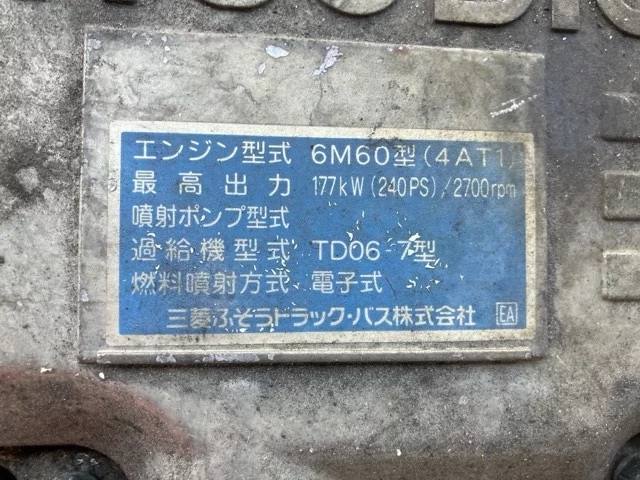 エンジン型式 6M60型(4AT1)
最高出力 177kW(240PS)/2700rpm
噴射ポンプ型式
過給機型式 TD06-7型
燃料噴射方式 電子式
三菱ふそうトラック・バス株式会社 EA